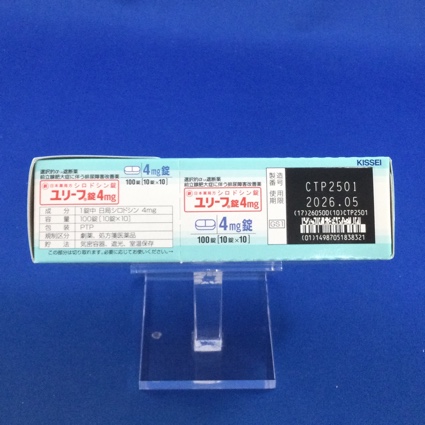 選択的α1A遮断薬
前立腺肥大症に伴う排尿障害改善薬
4mg錠
100錠[10錠×10]
日本薬局方 シロドシン錠
ユリーフ錠4mg
成分 1錠中 日局シロドシン 4mg
容量 100錠[10錠×10]
包装 PTP
規制区分 劇薬、処方箋医薬品
貯法 気密容器、遮光、室温保存
この部分は切り取れます。必要に応じてお使いください。
選択的α1A遮断薬
前立腺肥大症に伴う排尿障害改善薬
日本薬局方 シロドシン錠
ユリーフ錠4mg
4mg錠
100錠[10錠×10]
KISSEI
製造番号
使用期限
GS1
CTP2501
2026.05
(17)260500(10)CTP2501
(01)14987051838321